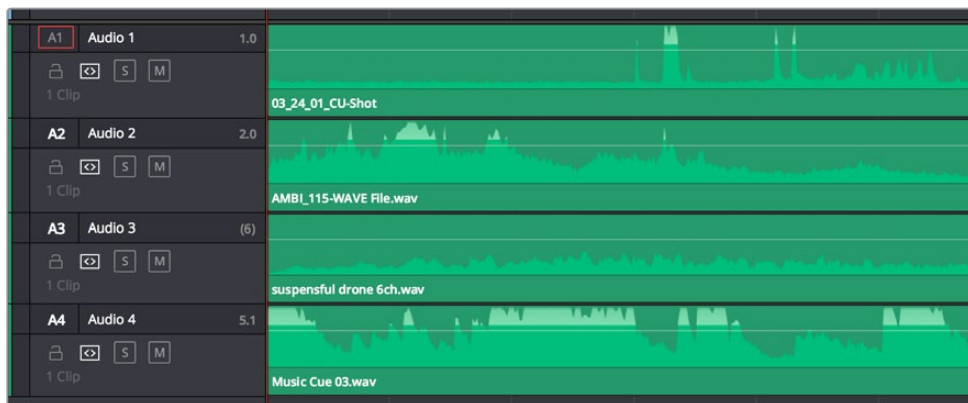 A1 Audio 1 1.0
S M
1 Clip
03_24_01_CU-Shot
A2 Audio 2 2.0
S M
1 Clip
AMBI_115-WAVE File.wav
A3 Audio 3 (6)
S M
1 Clip
suspensful drone 6ch.wav
A4 Audio 4 5.1
S M
1 Clip
Music Cue 03.wav